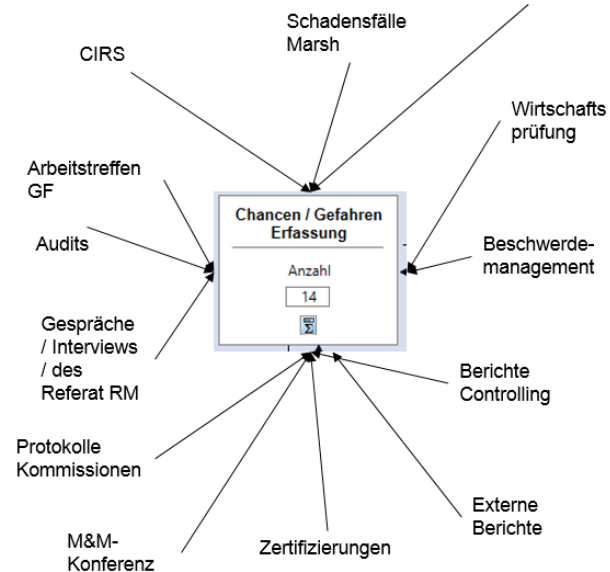 Schadensfälle
Marsh
CIRS
Wirtschafts
prüfung
Arbeitstreffen
GF
Chancen / Gefahren
Erfassung
Audits
Beschwerde-
management
Anzahl
14
Σ
Gespräche
/ Interviews
/ des
Referat RM
Berichte
Controlling
Protokolle
Kommissionen
Externe
Berichte
M&M-
Konferenz
Zertifizierungen